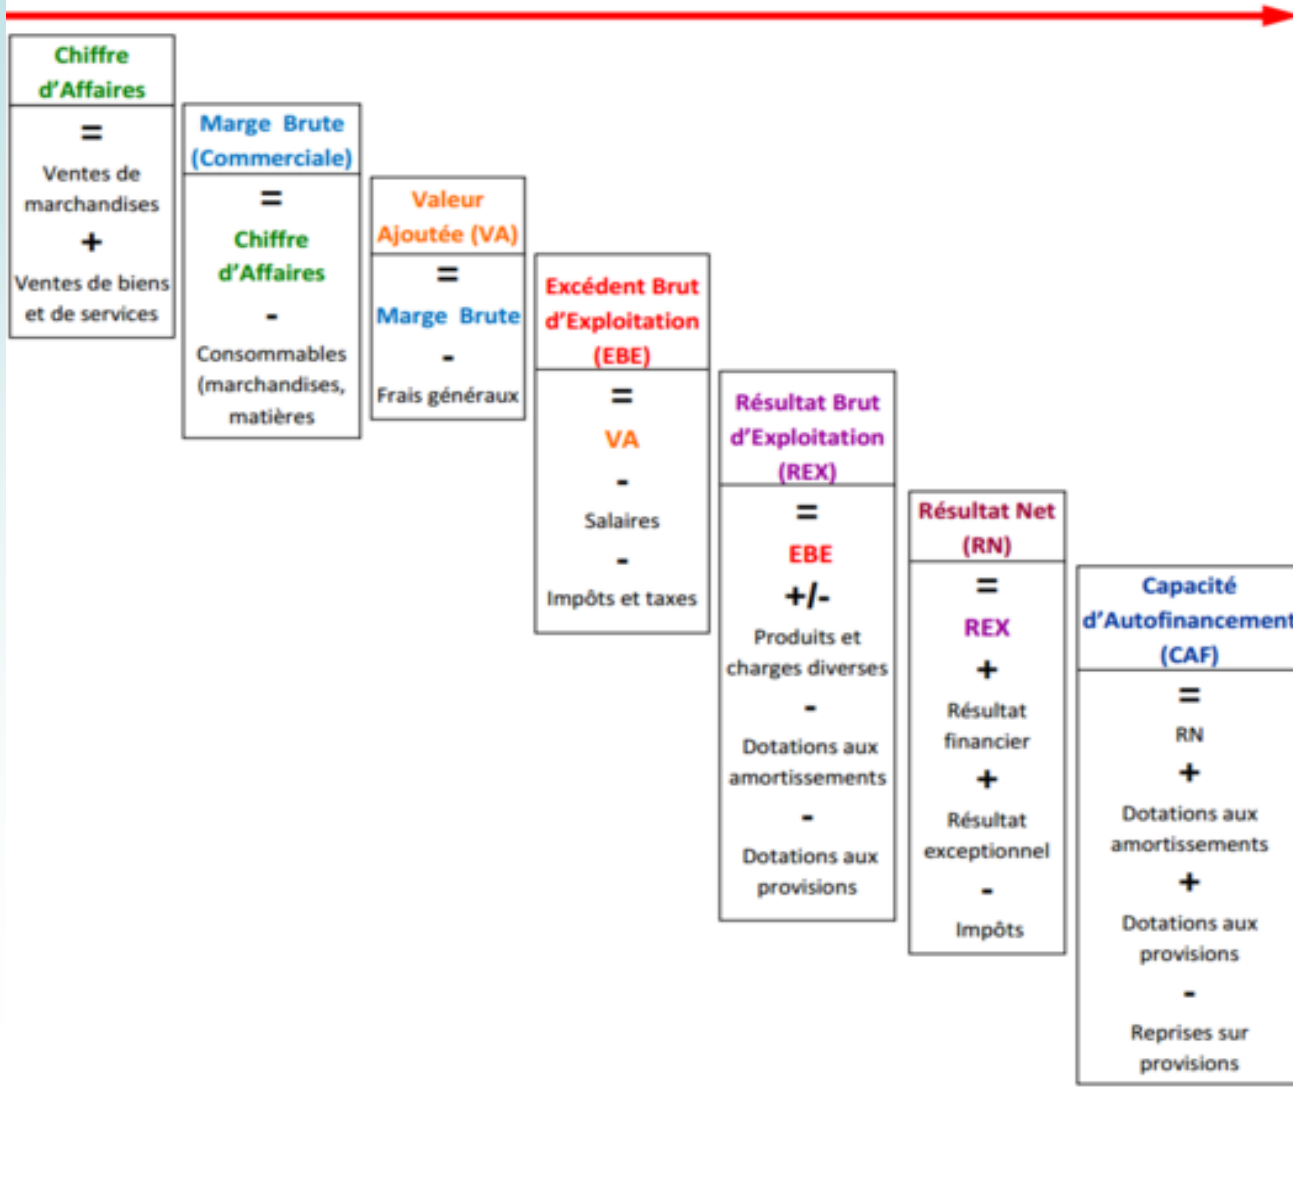 Chiffre
d’Affaires
=
Ventes de
marchandises
+
Ventes de biens
et de services
Marge Brute
(Commerciale)
=
Chiffre
d’Affaires
-
Consommables
(marchandises,
matières
Valeur
Ajoutée (VA)
=
Marge Brute
-
Frais généraux
Excédent Brut
d’Exploitation
(EBE)
=
VA
-
Salaires
-
Impôts et taxes
Résultat Brut
d’Exploitation
(REX)
=
EBE
+/-
Produits et
charges diverses
-
Dotations aux
amortissements
-
Dotations aux
provisions
Résultat Net
(RN)
=
REX
+
Résultat
financier
+
Résultat
exceptionnel
-
Impôts
Capacité
d’Autofinancement
(CAF)
=
RN
+
Dotations aux
amortissements
+
Dotations aux
provisions
-
Reprises sur
provisions